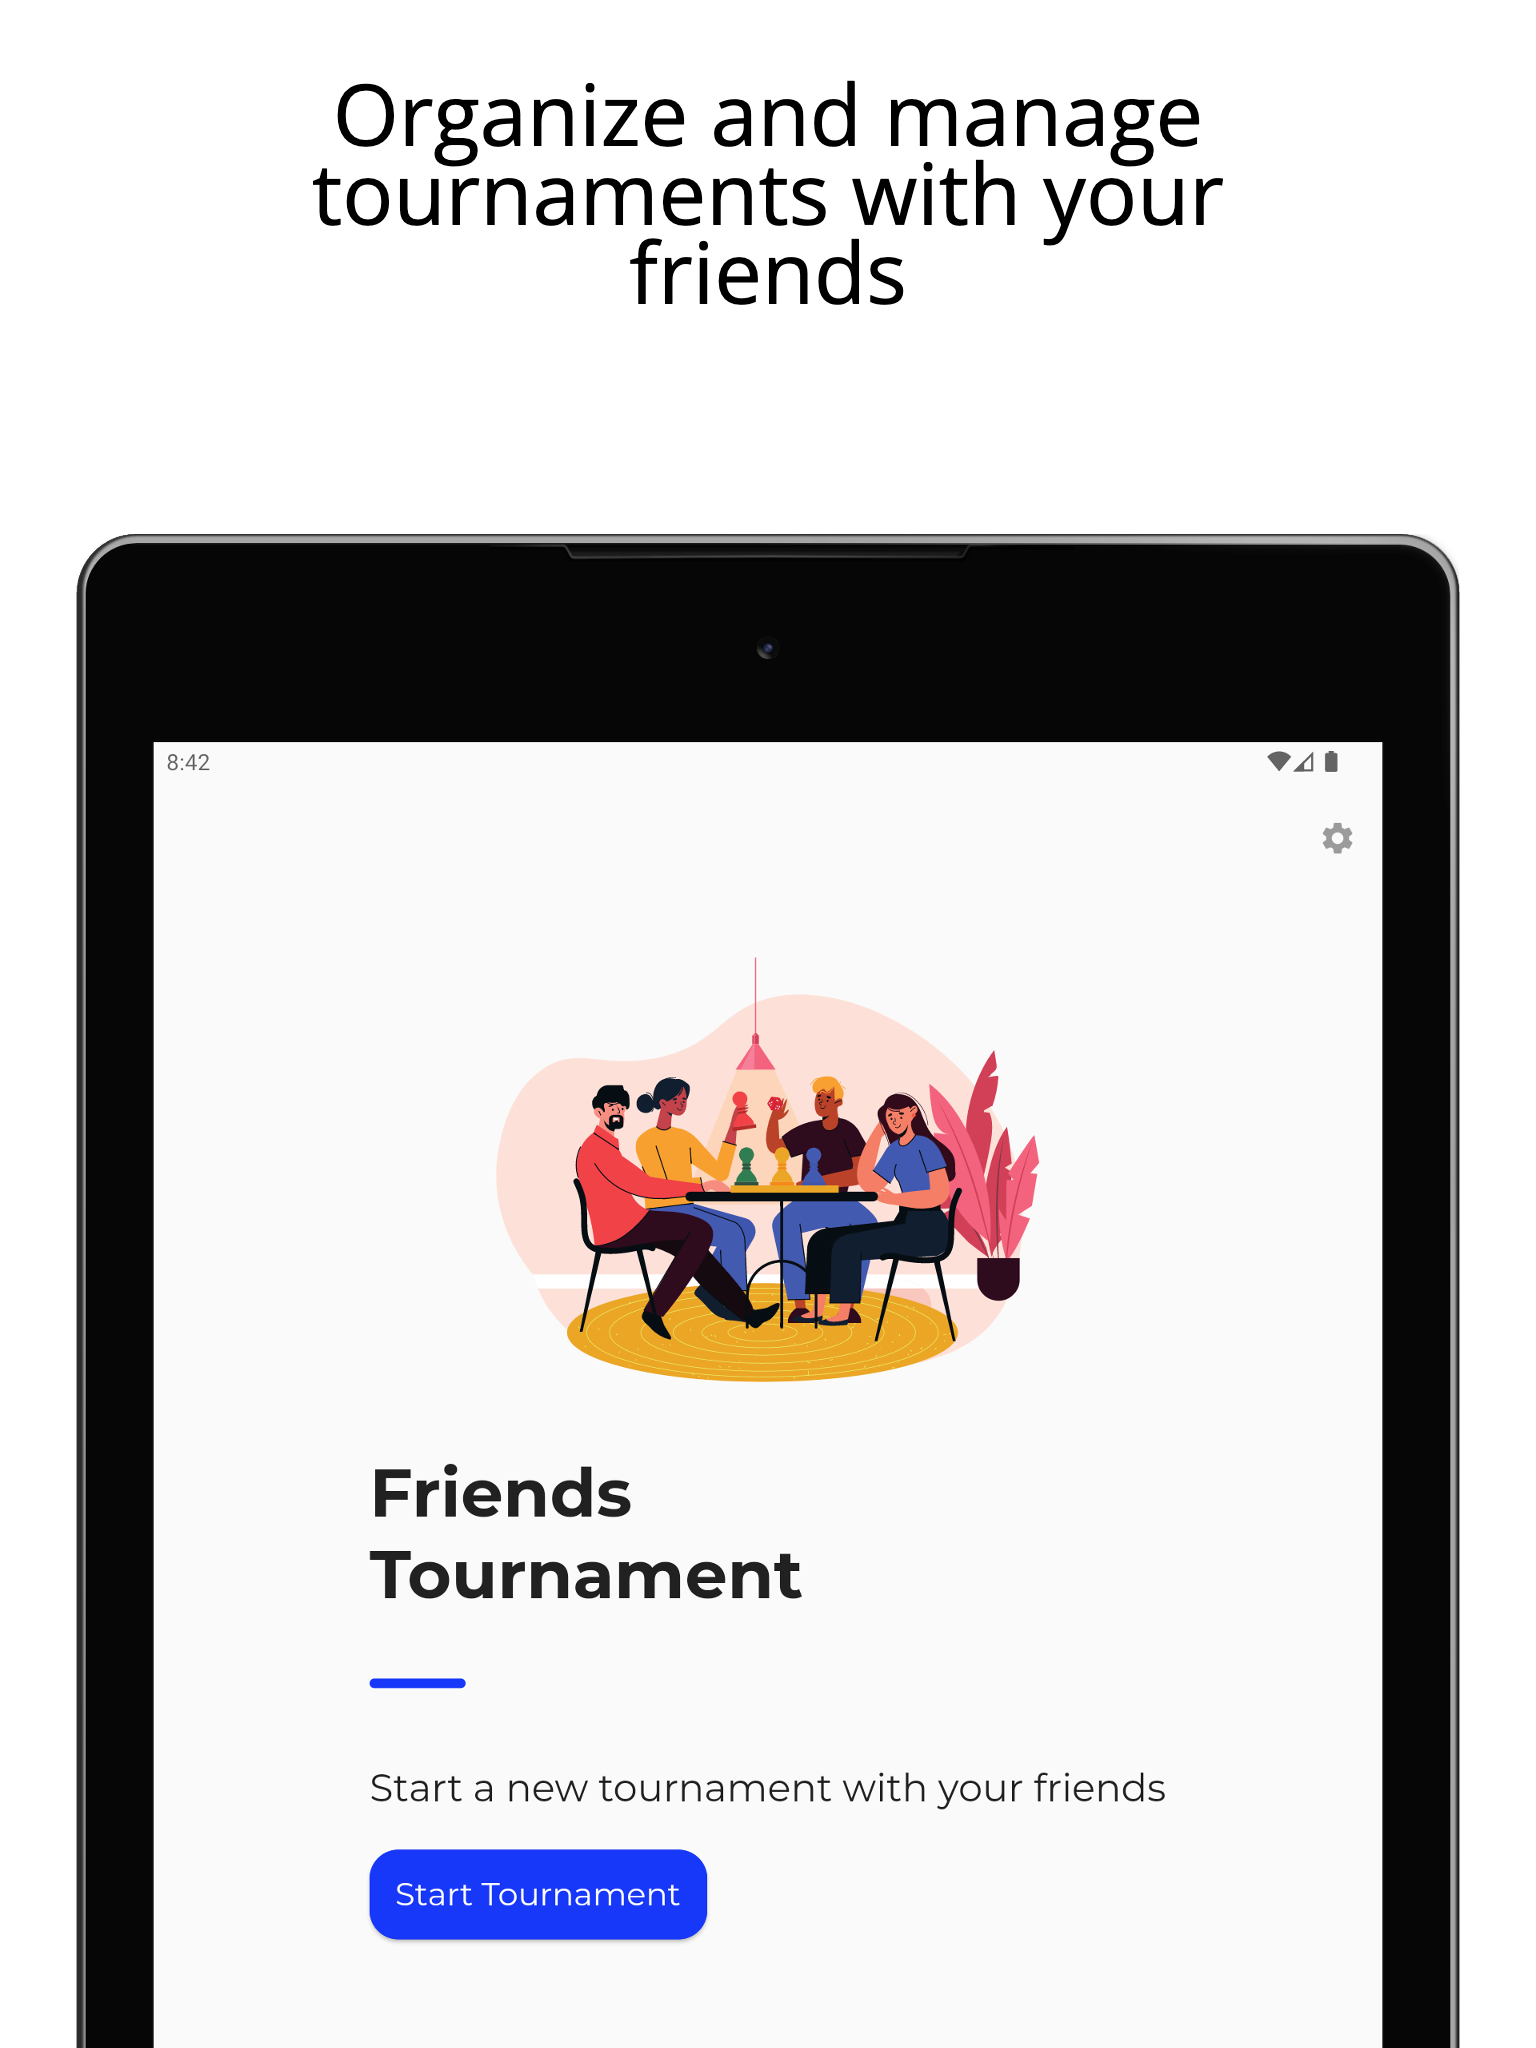 Organize and manage
tournaments with your
friends
8:42
Friends
Tournament
Start a new tournament with your friends
Start Tournament